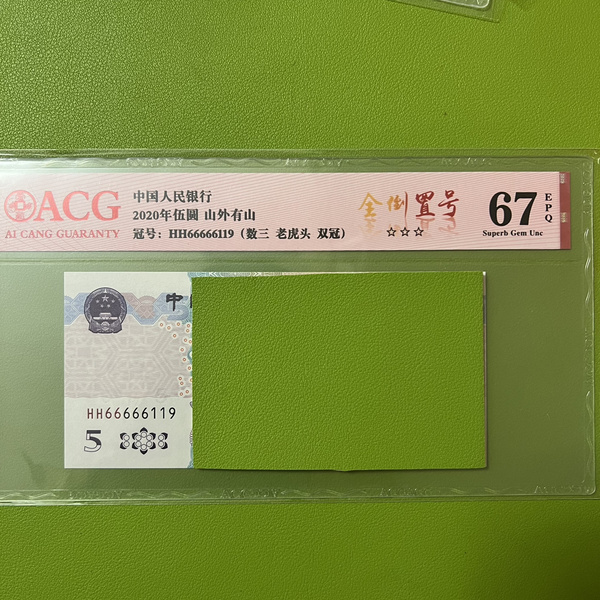 ACG
AI CANG GUARANTY
中国人民银行
2020年伍圆 山外有山
冠号：HH66666119（数三 老虎头 双冠）
全倒置号
☆☆☆
67
EPQ
Superb Gem Unc
中
HH66666119
5